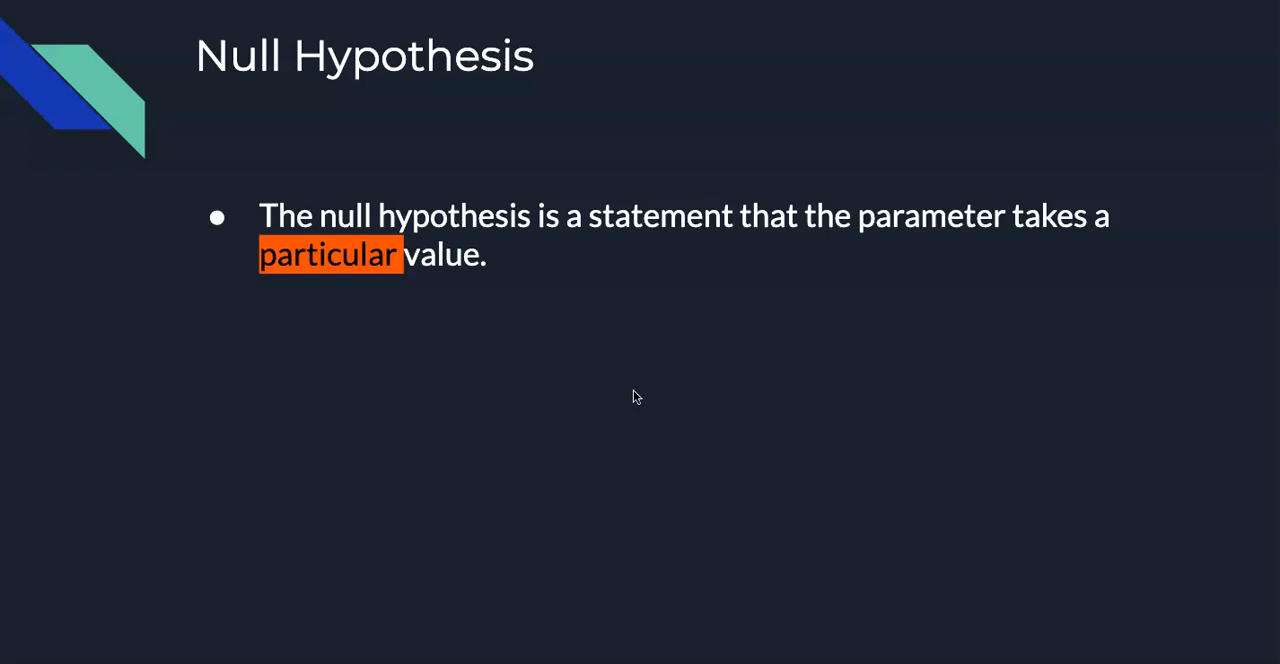 Null Hypothesis
● The null hypothesis is a statement that the parameter takes a
particular value.